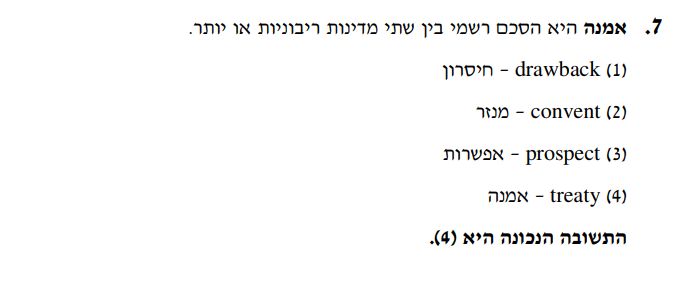 7. אמנה היא הסכם רשמי בין שתי מדינות ריבוניות או יותר.
(1) drawback – חיסרון
(2) convent – מנזר
(3) prospect – אפשרות
(4) treaty – אמנה
התשובה הנכונה היא (4).